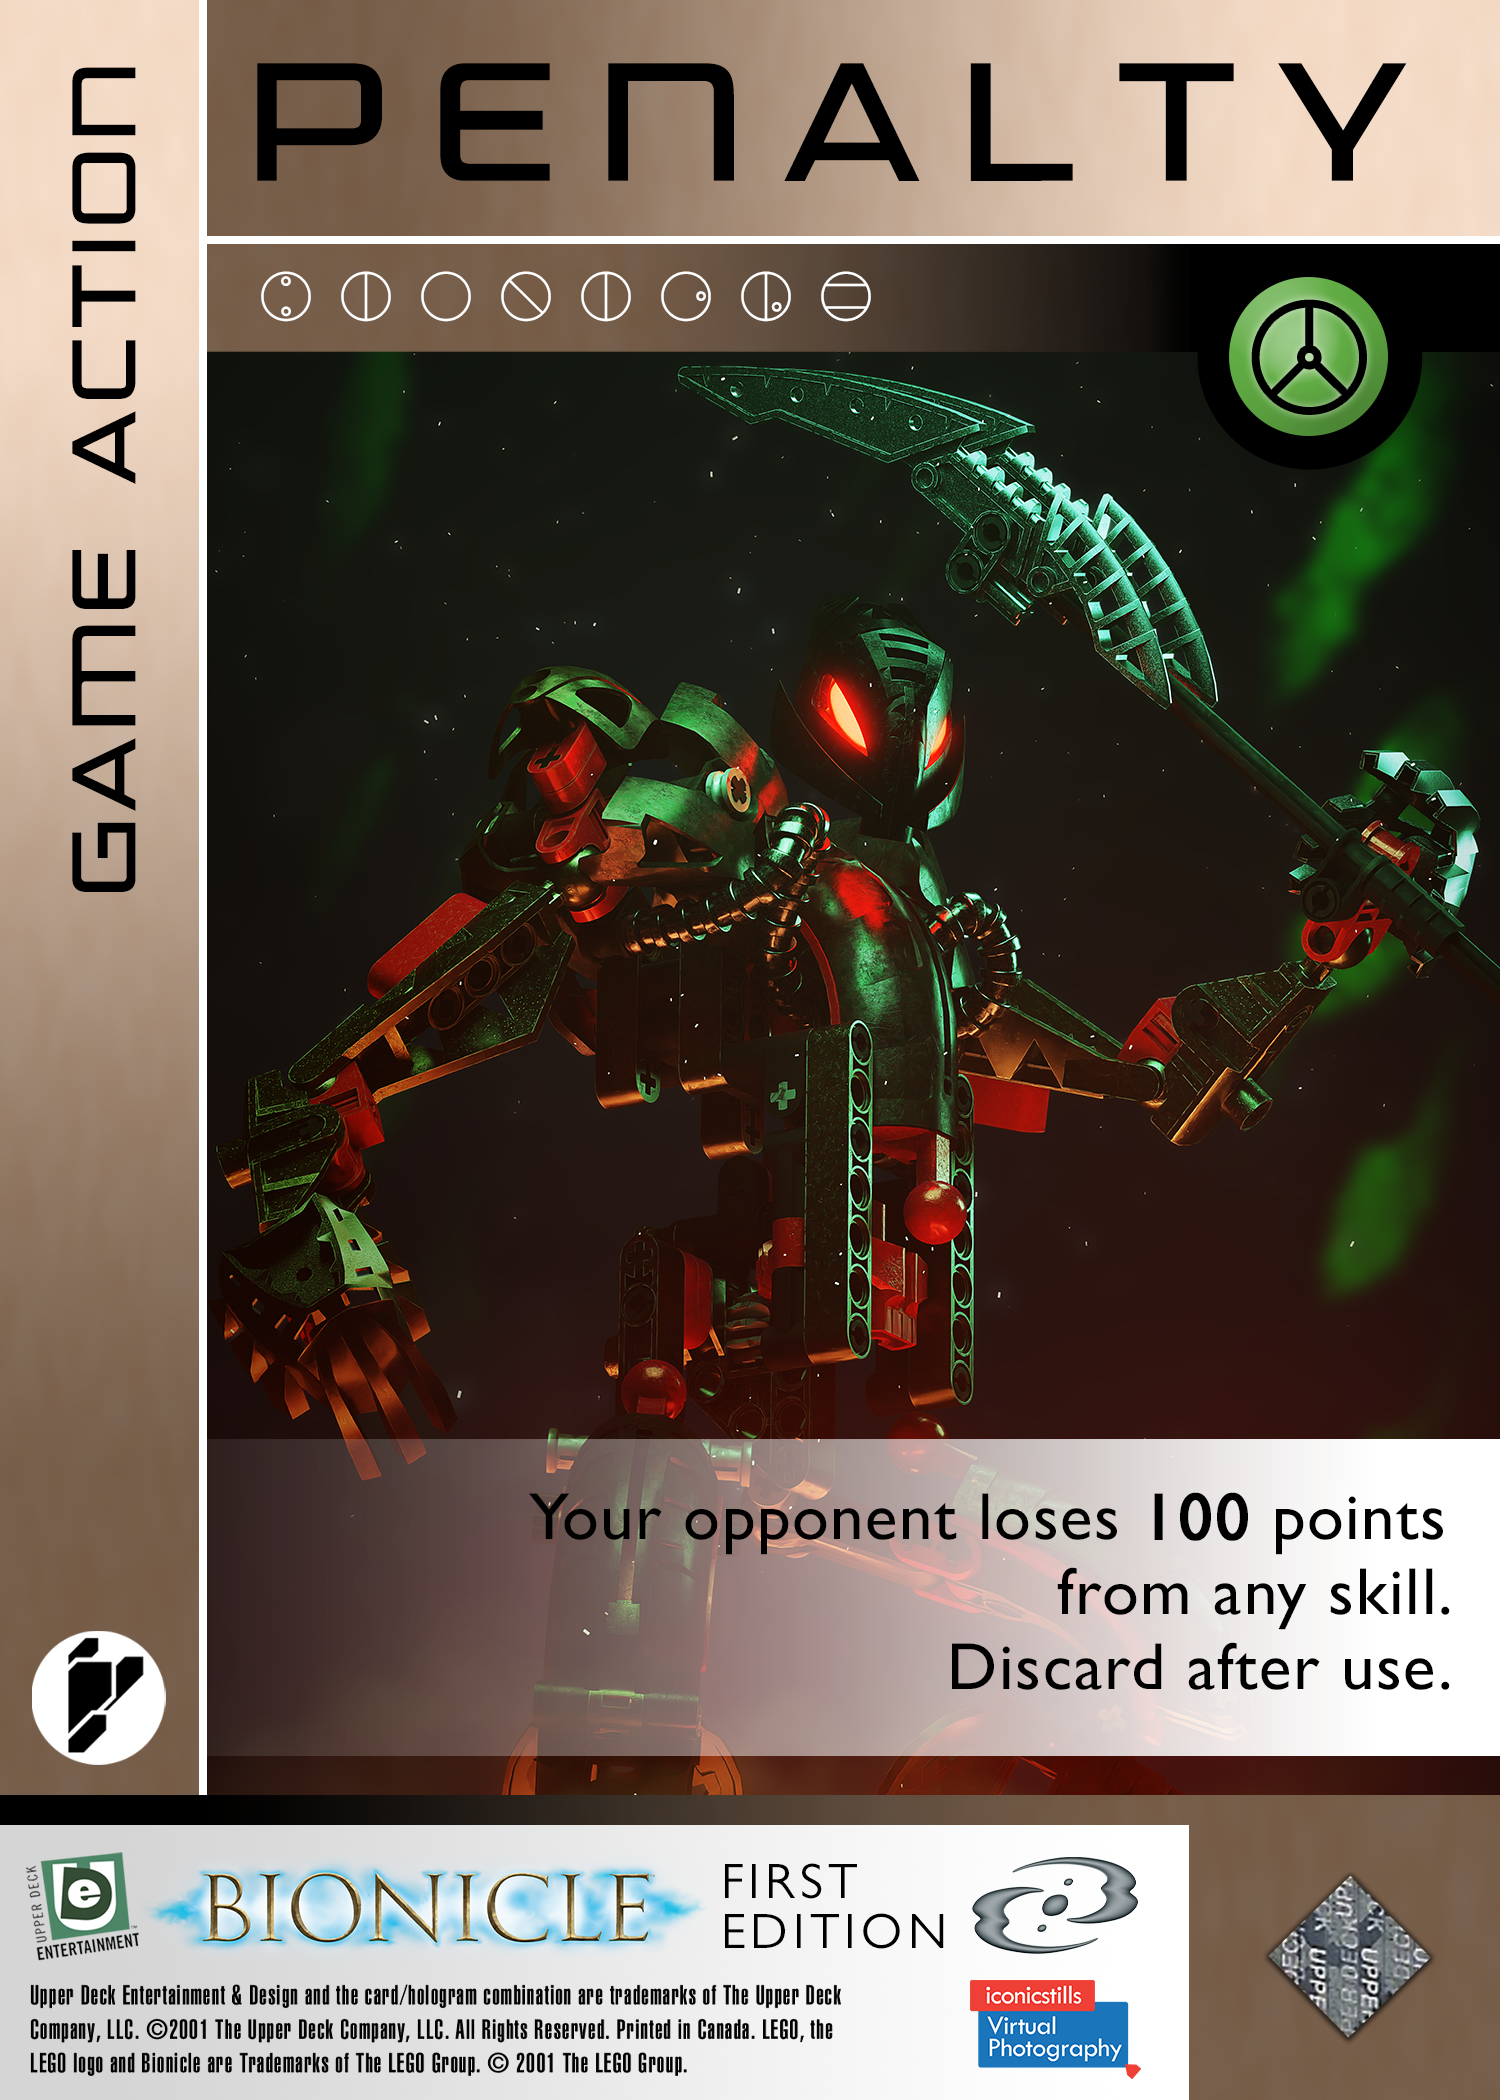 PENALTY
GAME ACTION
Your opponent loses 100 points
from any skill.
Discard after use.
UPPER DECK
e
ENTERTAINMENT
BIONICLE
FIRST
EDITION
Upper Deck Entertainment & Design and the card/hologram combination are trademarks of The Upper Deck
Company, LLC. ©2001 The Upper Deck Company, LLC. All Rights Reserved. Printed in Canada. LEGO, the
LEGO logo and Bionicle are Trademarks of The LEGO Group. © 2001 The LEGO Group.
iconicstills
Virtual
Photography